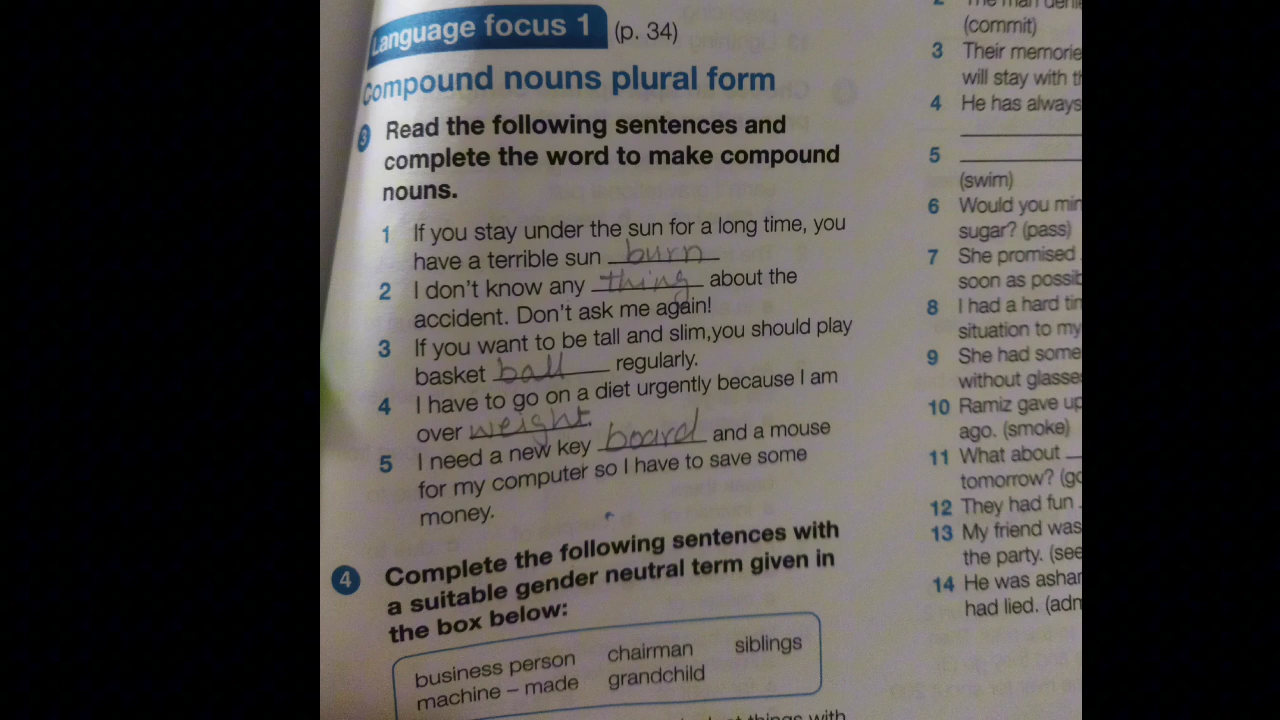 Language focus 1 (p. 34)
Compound nouns plural form
3 Read the following sentences and
complete the word to make compound
nouns.
1 If you stay under the sun for a long time, you
have a terrible sun burn
2 I don't know any thing about the
accident. Don't ask me again!
3 If you want to be tall and slim,you should play
basket ball regularly.
4 I have to go on a diet urgently because I am
over weight.
5 I need a new key board and a mouse
for my computer so I have to save some
money.
4 Complete the following sentences with
a suitable gender neutral term given in
the box below:
business person chairman siblings
machine – made grandchild
things with
2 The man
(commit)
3 Their
will stay with
4 He has always
5
(swim)
6 Would you
sugar? (pass)
7 She promised
soon as
8 I had a hard
situation to my
9 She had some
without
10 Ramiz gave up
ago. (smoke)
11 What about
tomorrow?
12 They had fun
13 My friend was
the party. (see
14 He was
had lied.